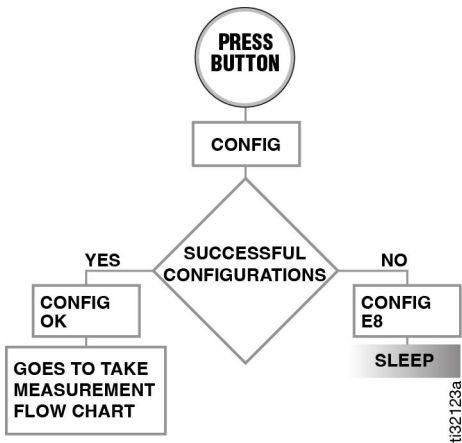 PRESS
BUTTON
CONFIG
SUCCESSFUL
CONFIGURATIONS
YES
NO
CONFIG
OK
CONFIG
E8
GOES TO TAKE
MEASUREMENT
FLOW CHART
SLEEP
ti32123a